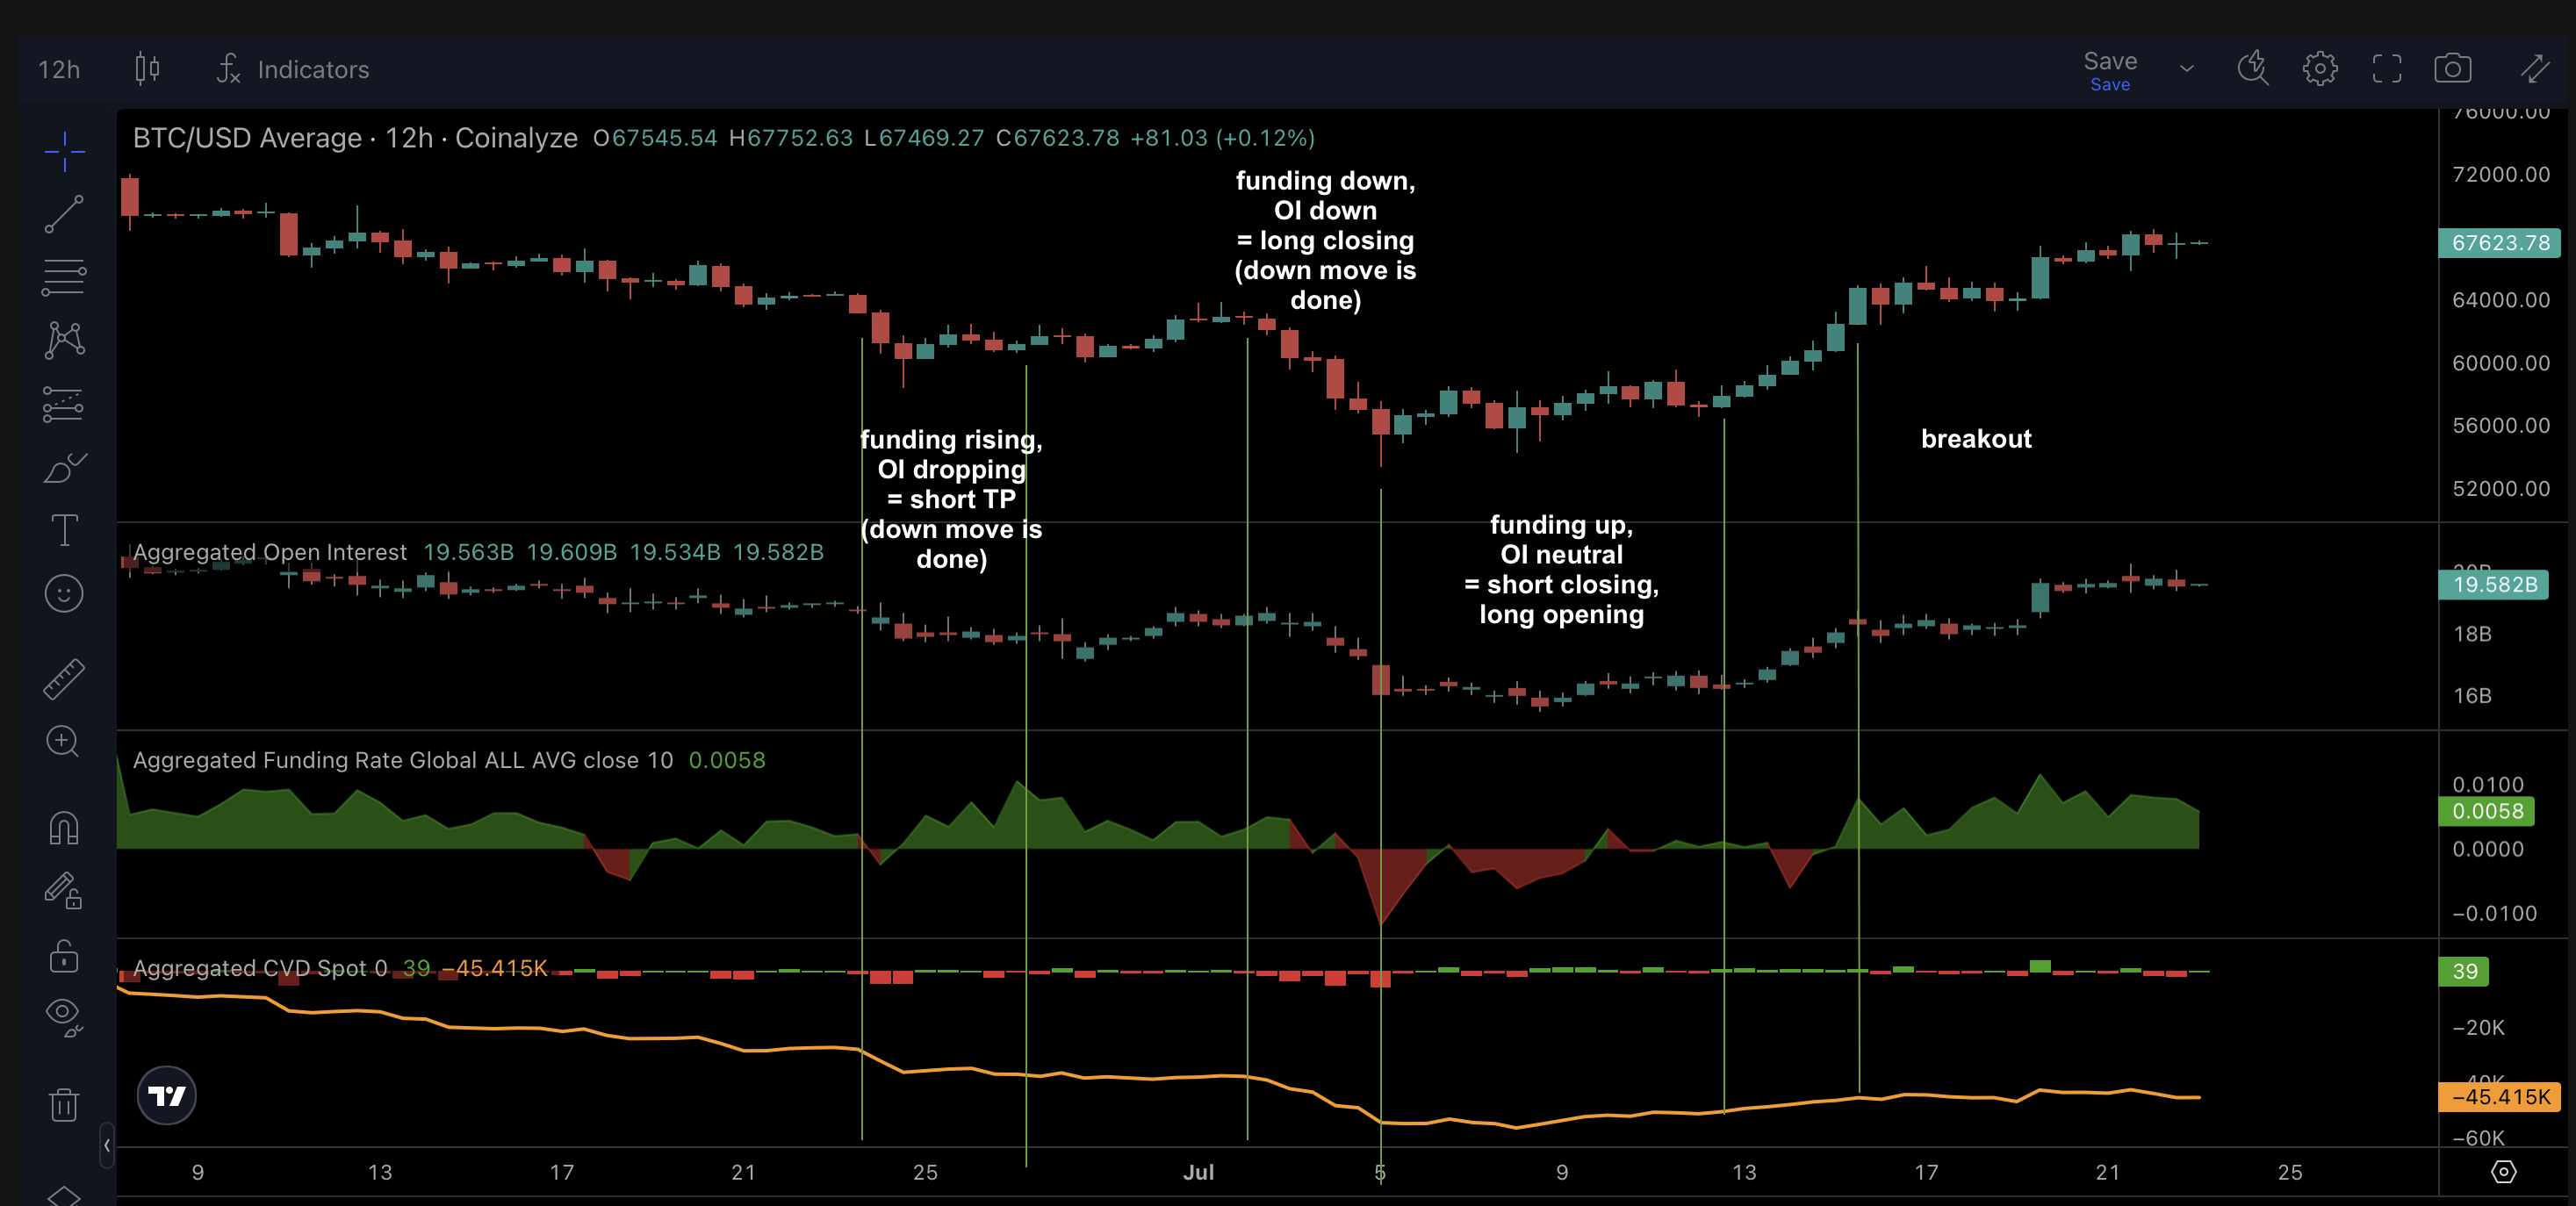 12h
Indicators
Save
Save
BTC/USD Average · 12h · Coinalyze O67545.54 H67752.63 L67469.27 C67623.78 +81.03 (+0.12%)
76000.00
72000.00
67623.78
64000.00
60000.00
56000.00
52000.00
funding down,
OI down
= long closing
(down move is
done)
funding rising,
OI dropping
= short TP
(down move is
done)
breakout
funding up,
OI neutral
= short closing,
long opening
Aggregated Open Interest 19.563B 19.609B 19.534B 19.582B
20B
19.582B
18B
16B
Aggregated Funding Rate Global ALL AVG close 10 0.0058
0.0100
0.0058
0.0000
−0.0100
Aggregated CVD Spot 0 39 −45.415K
39
−20K
−40K
−45.415K
−60K
9 13 17 21 25 Jul 5 9 13 17 21 25